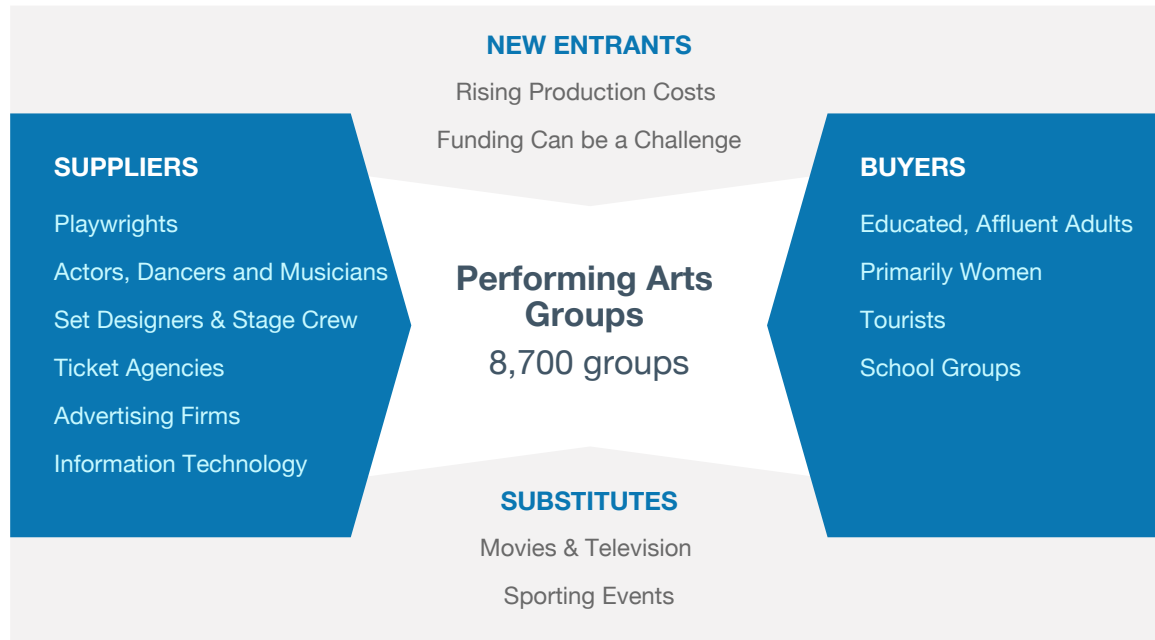 NEW ENTRANTS
Rising Production Costs
Funding Can be a Challenge
SUPPLIERS
Playwrights
Actors, Dancers and Musicians
Set Designers & Stage Crew
Ticket Agencies
Advertising Firms
Information Technology
Performing Arts
Groups
8,700 groups
BUYERS
Educated, Affluent Adults
Primarily Women
Tourists
School Groups
SUBSTITUTES
Movies & Television
Sporting Events